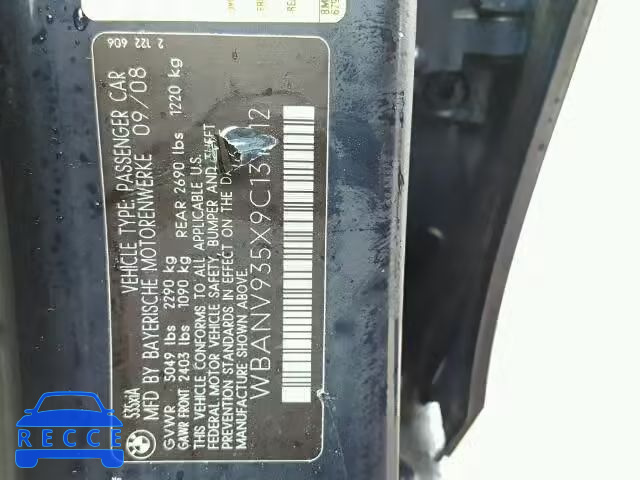 2 122 606
535xiA VEHICLE TYPE: PASSENGER CAR
MFD BY BAYERISCHE MOTORENWERKE 09/08
GVWR 5049 lbs 2290 kg
GAWR FRONT 2403 lbs 1090 kg REAR 2690 lbs 1220 kg
THIS VEHICLE CONFORMS TO ALL APPLICABLE U.S.
FEDERAL MOTOR VEHICLE SAFETY, BUMPER AND THEFT
PREVENTION STANDARDS IN EFFECT ON THE
MANUFACTURE SHOWN ABOVE.
RECCE